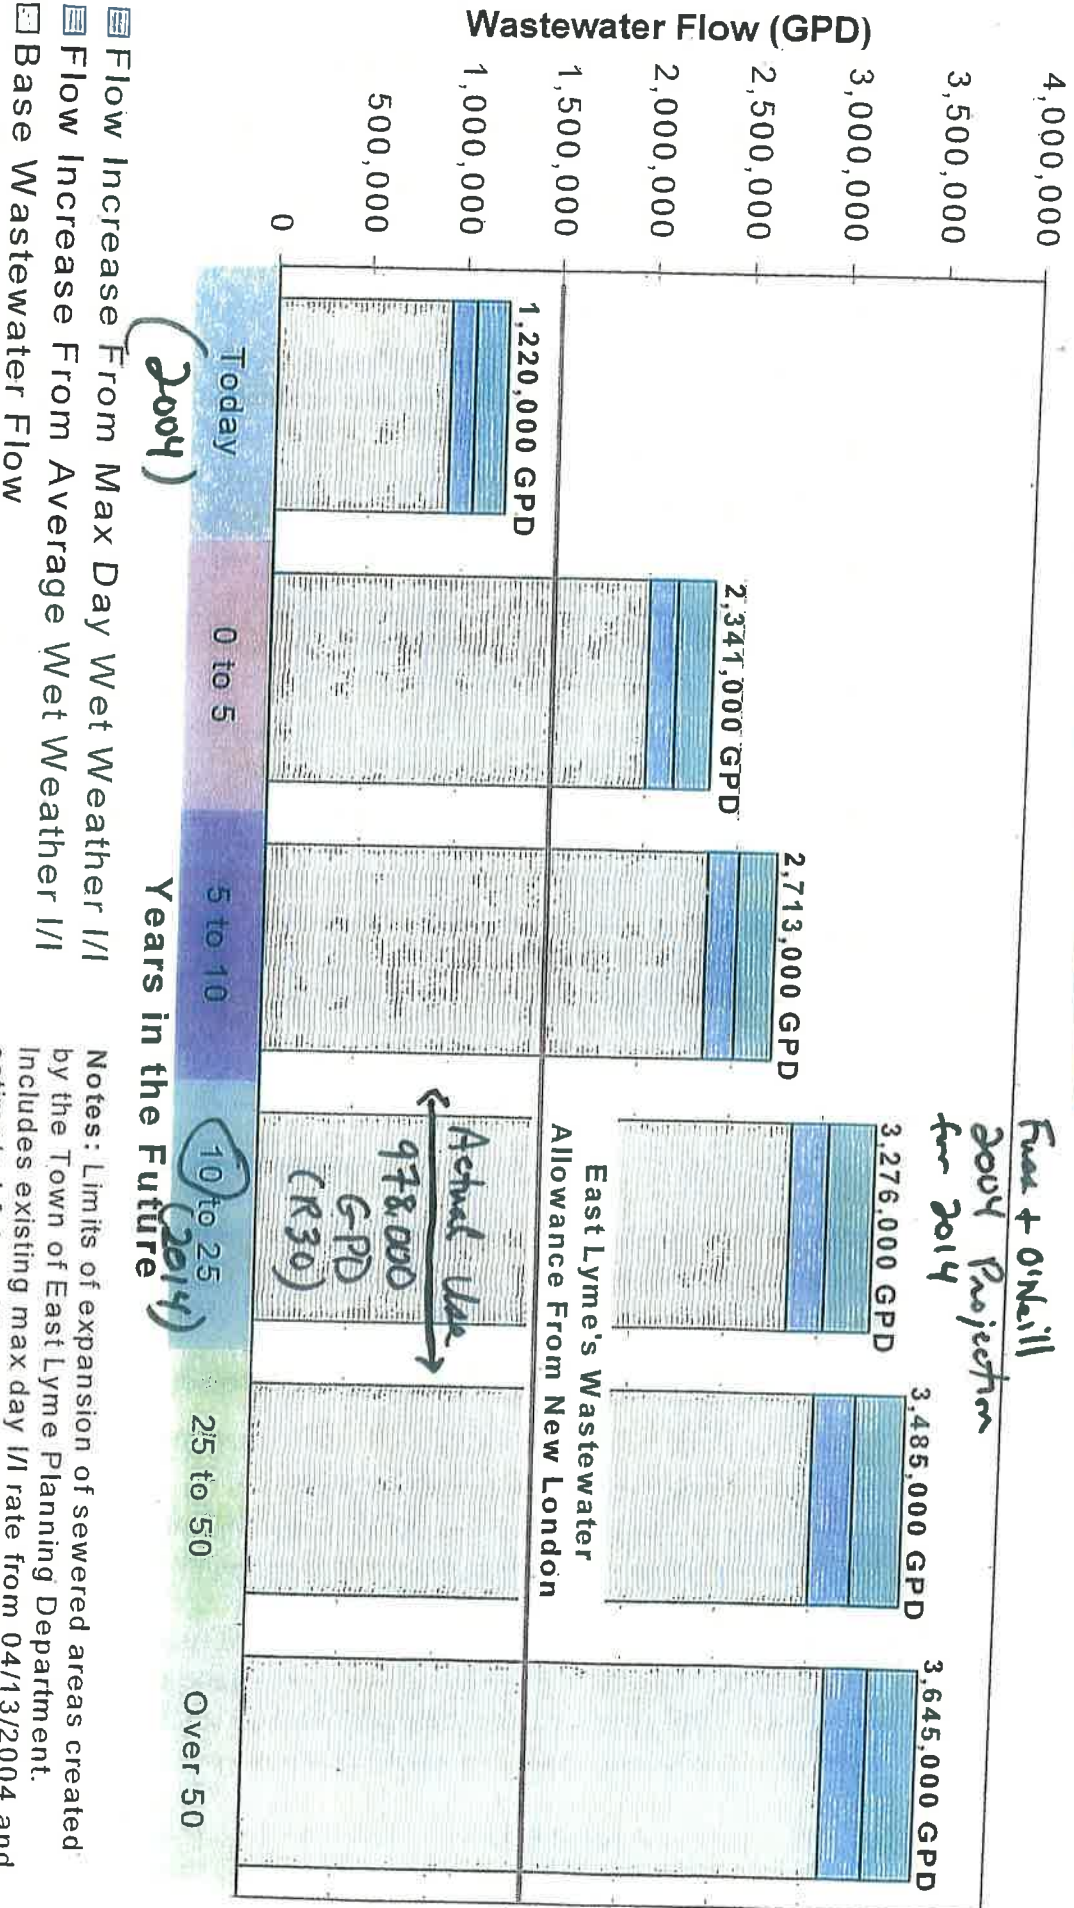 Wastewater Flow (GPD)
4,000,000
3,500,000
3,000,000
2,500,000
2,000,000
1,500,000
1,000,000
500,000
0
1,220,000 GPD
2,341,000 GPD
2,713,000 GPD
3,276,000 GPD
3,485,000 GPD
3,645,000 GPD
+ O'Neill
2004 Projection
for 2014
East Lyme's Wastewater
Allowance From New London
Actual Use
978,000
GPD
(R30)
Today
0 to 5
5 to 10
10 to 25
25 to 50
Over 50
(2004)
(2014)
Years in the Future
Flow Increase From Max Day Wet Weather I/I
Flow Increase From Average Wet Weather I/I
Base Wastewater Flow
Notes: Limits of expansion of sewered areas created
by the Town of East Lyme Planning Department.
Includes existing max day I/I rate from 04/13/2004 and